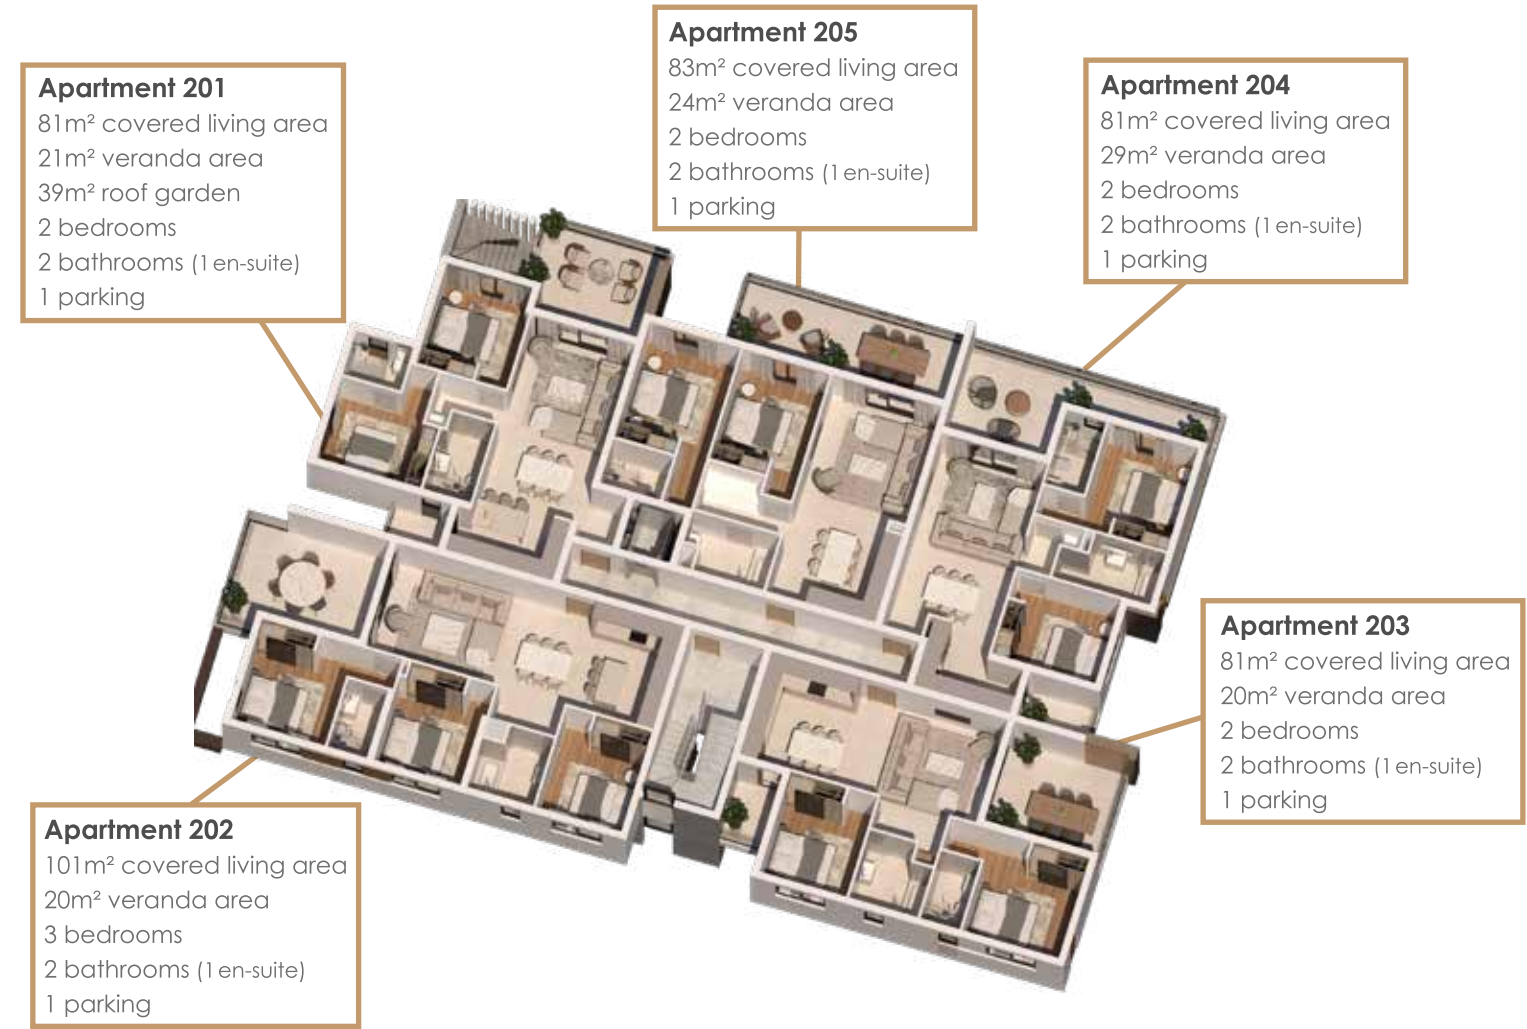 Apartment 201
81m² covered living area
21m² veranda area
39m² roof garden
2 bedrooms
2 bathrooms (1 en-suite)
1 parking
Apartment 205
83m² covered living area
24m² veranda area
2 bedrooms
2 bathrooms (1 en-suite)
1 parking
Apartment 204
81m² covered living area
29m² veranda area
2 bedrooms
2 bathrooms (1 en-suite)
1 parking
Apartment 203
81m² covered living area
20m² veranda area
2 bedrooms
2 bathrooms (1 en-suite)
1 parking
Apartment 202
101m² covered living area
20m² veranda area
3 bedrooms
2 bathrooms (1 en-suite)
1 parking